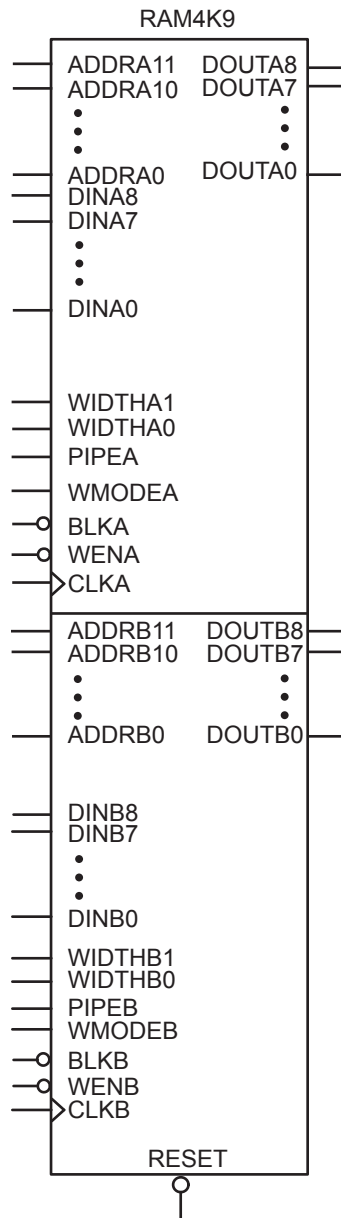 RAM4K9
ADDRA11 DOUTA8
ADDRA10 DOUTA7
ADDRA0 DOUTA0
DINA8
DINA7
DINA0
WIDTHA1
WIDTHA0
PIPEA
WMODEA
BLKA
WENA
CLKA
ADDRB11 DOUTB8
ADDRB10 DOUTB7
ADDRB0 DOUTB0
DINB8
DINB7
DINB0
WIDTHB1
WIDTHB0
PIPEB
WMODEB
BLKB
WENB
CLKB
RESET